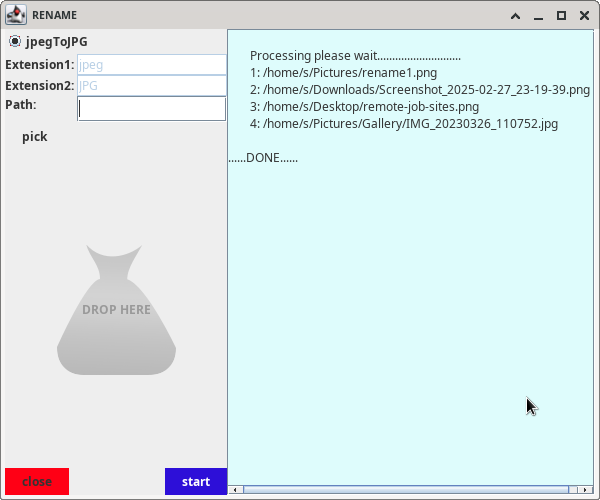 RENAME
jpegToJPG
Extension1: jpeg
Extension2: JPG
Path:
pick
DROP HERE
close
start
Processing please wait............................
1: /home/s/Pictures/rename1.png
2: /home/s/Downloads/Screenshot_2025-02-27_23-19-39.png
3: /home/s/Desktop/remote-job-sites.png
4: /home/s/Pictures/Gallery/IMG_20230326_110752.jpg
......DONE......